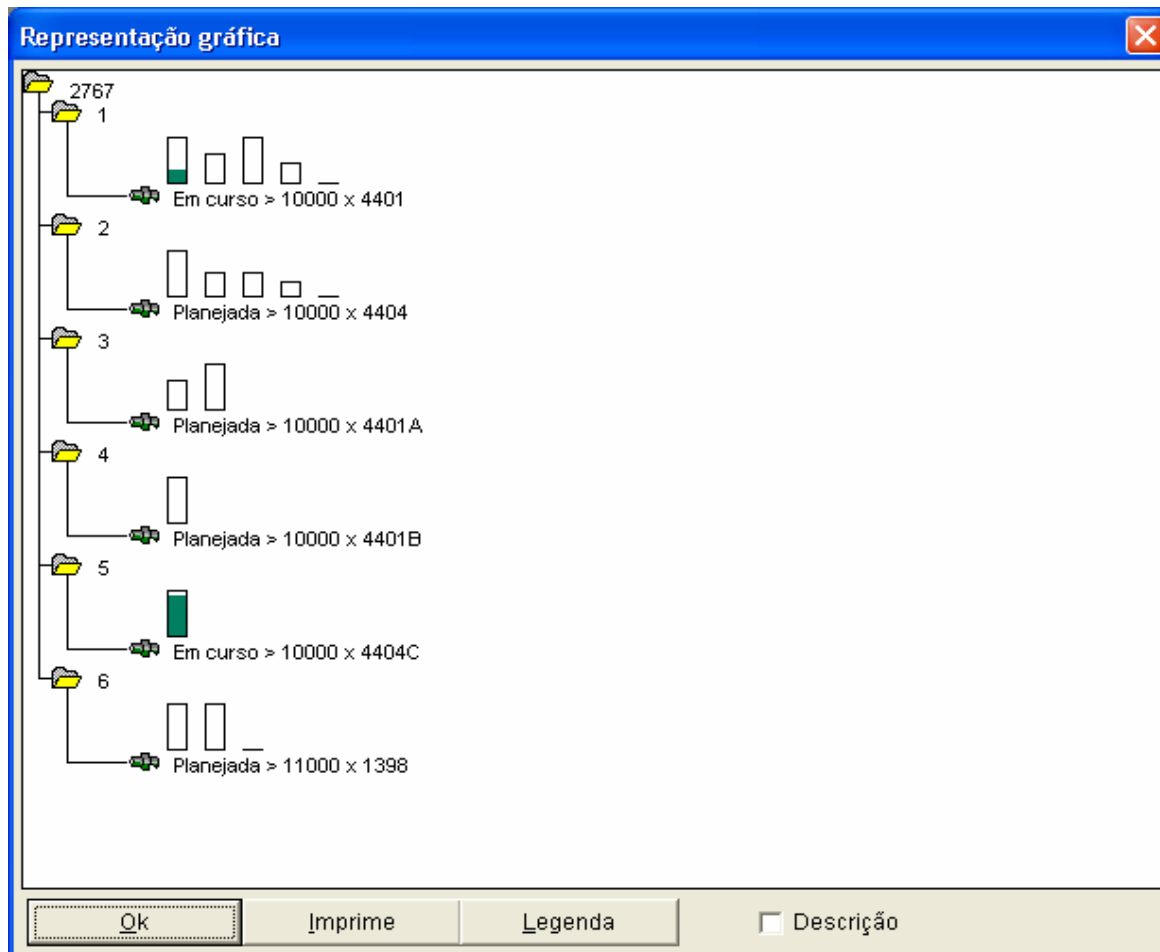 Representação gráfica
2767
1
Em curso > 10000 x 4401
2
Planejada > 10000 x 4404
3
Planejada > 10000 x 4401A
4
Planejada > 10000 x 4401B
5
Em curso > 10000 x 4404C
6
Planejada > 11000 x 1398
Ok Imprime Legenda Descrição